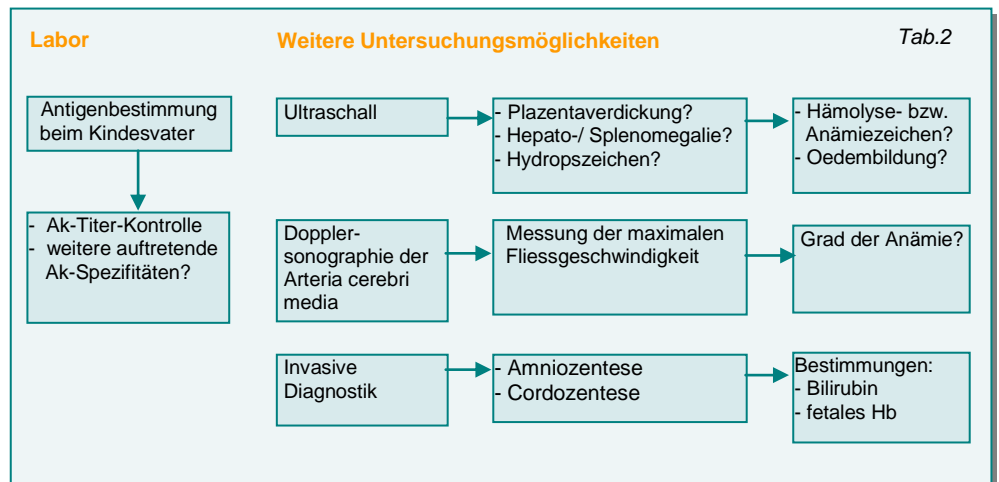 Labor
Weitere Untersuchungsmöglichkeiten
Tab.2
Antigenbestimmung
beim Kindesvater
- Ak-Titer-Kontrolle
- weitere auftretende
Ak-Spezifitäten?
Ultraschall
- Plazentaverdickung?
- Hepato-/ Splenomegalie?
- Hydropszeichen?
- Hämolyse- bzw.
Anämiezeichen?
- Oedembildung?
Doppler-
sonographie der
Arteria cerebri
media
Messung der maximalen
Fliessgeschwindigkeit
Grad der Anämie?
Invasive
Diagnostik
- Amniozentese
- Cordozentese
Bestimmungen:
- Bilirubin
- fetales Hb